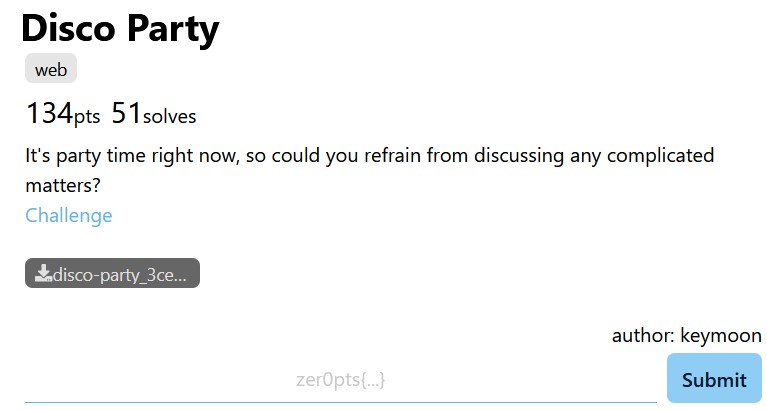 Disco Party
web
134pts 51solves
It's party time right now, so could you refrain from discussing any complicated
matters?
Challenge
disco-party_3ce...
author: keymoon
zer0pts{...}
Submit